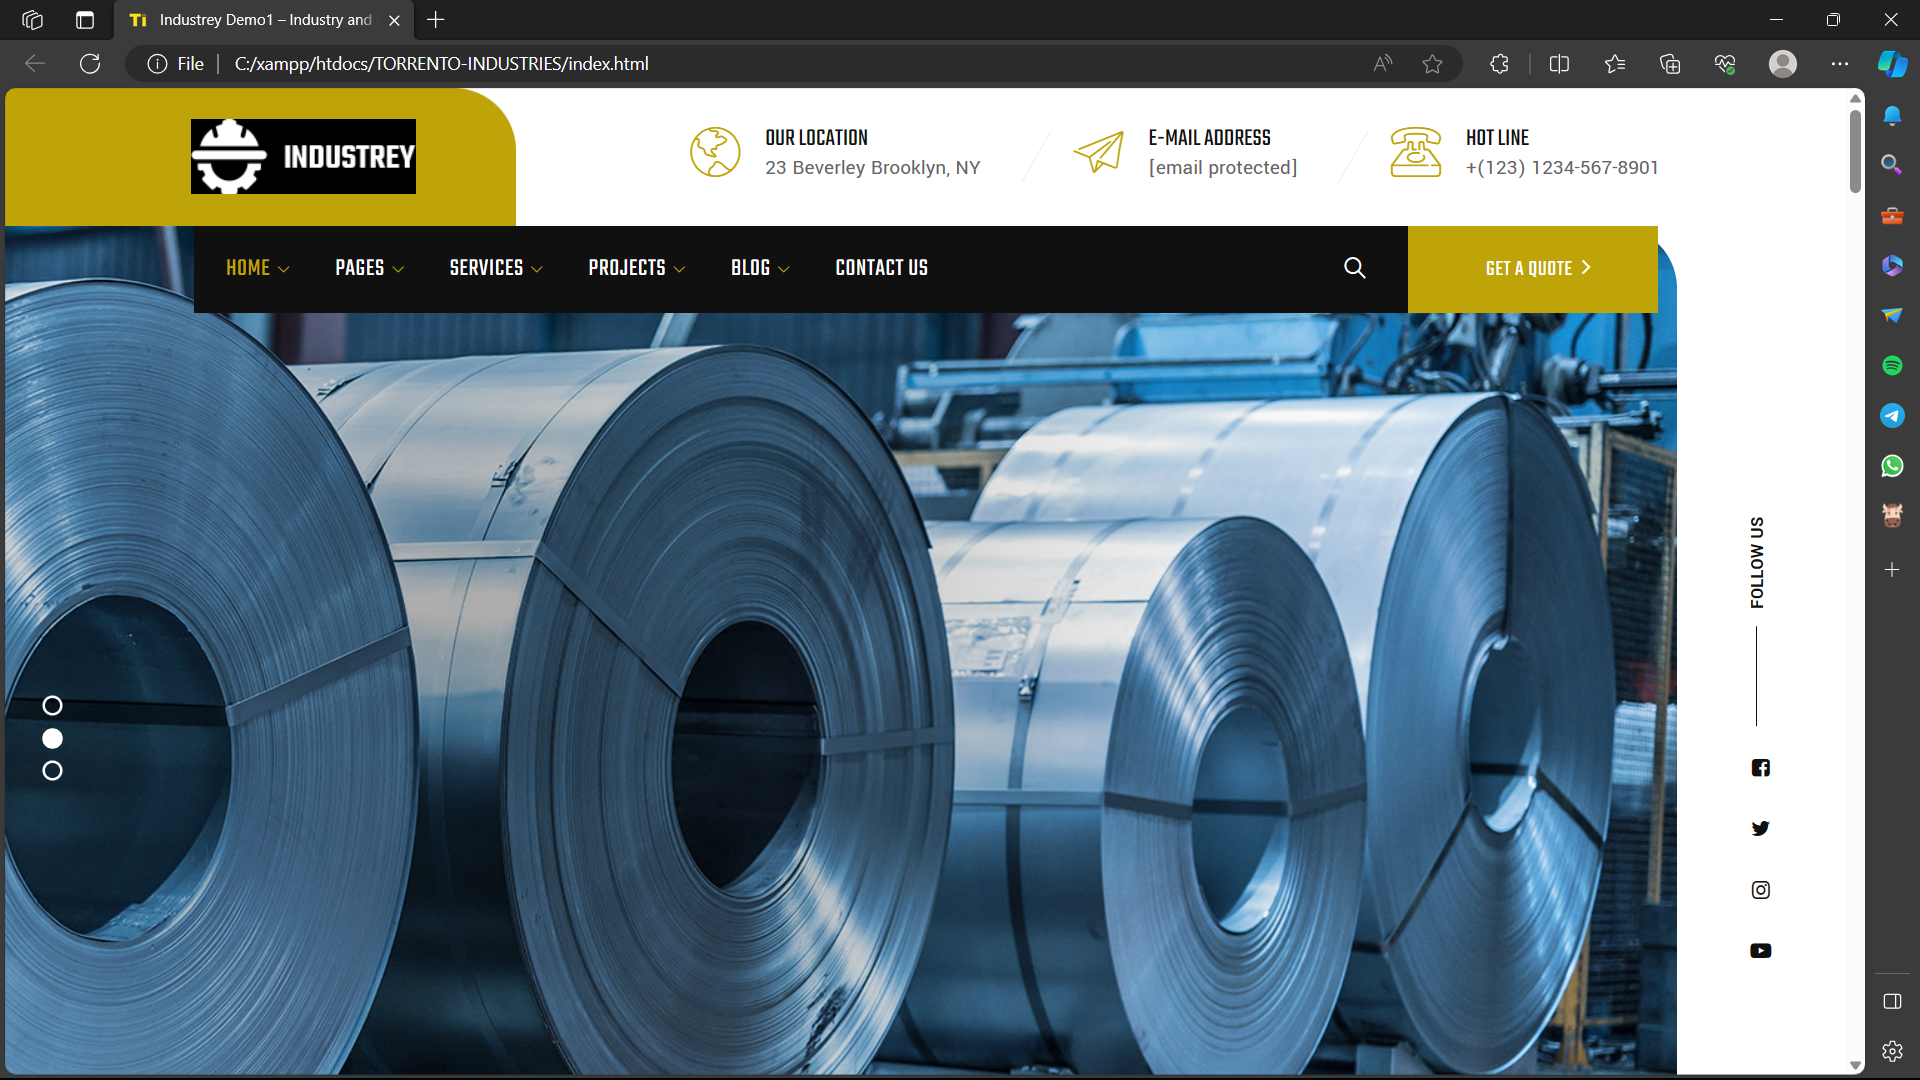 Industrey Demo1 – Industry and
File
C:/xampp/htdocs/TORRENTO-INDUSTRIES/index.html
INDUSTREY
OUR LOCATION
23 Beverley Brooklyn, NY
E-MAIL ADDRESS
[email protected]
HOT LINE
+(123) 1234-567-8901
HOME
PAGES
SERVICES
PROJECTS
BLOG
CONTACT US
GET A QUOTE
FOLLOW US